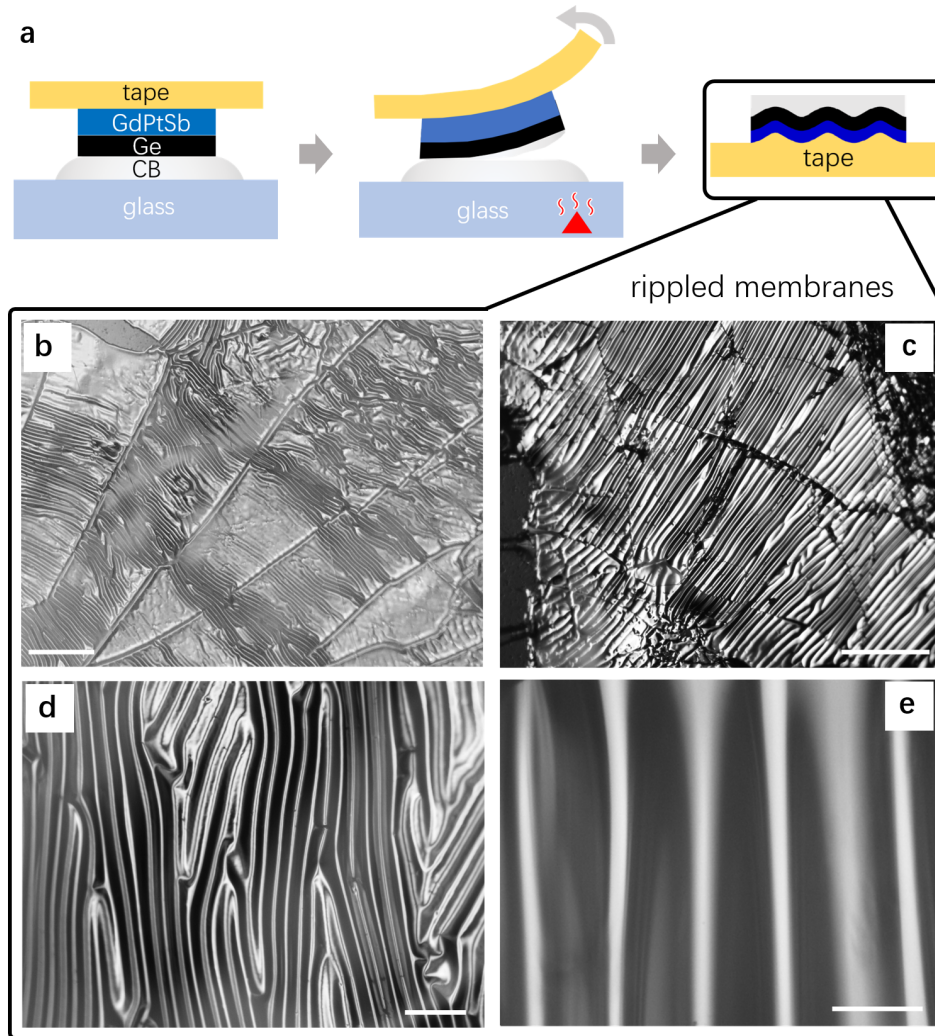 a
tape
GdPtSb
Ge
CB
glass
glass
tape
rippled membranes
b
c
d
e